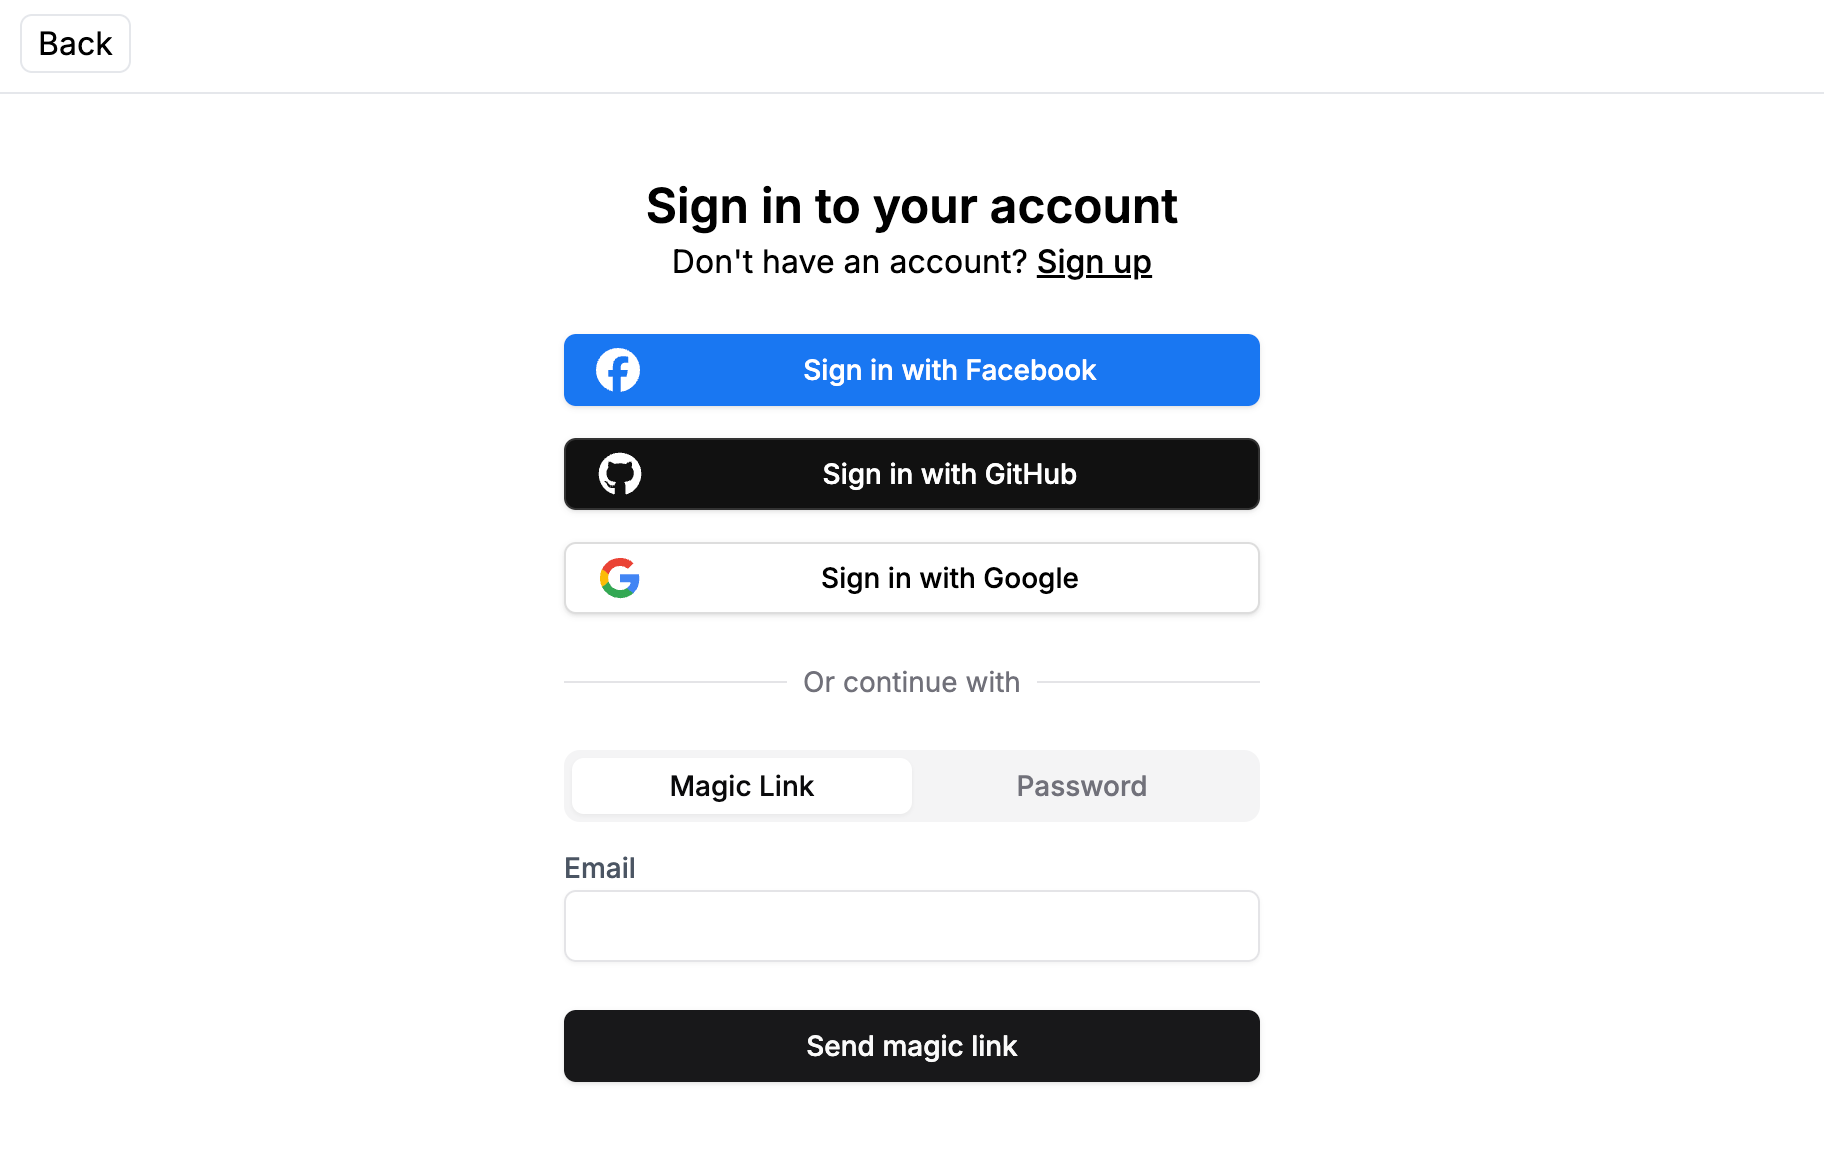 Back
Sign in to your account
Don't have an account? Sign up
Sign in with Facebook
Sign in with GitHub
Sign in with Google
Or continue with
Magic Link
Password
Email
Send magic link